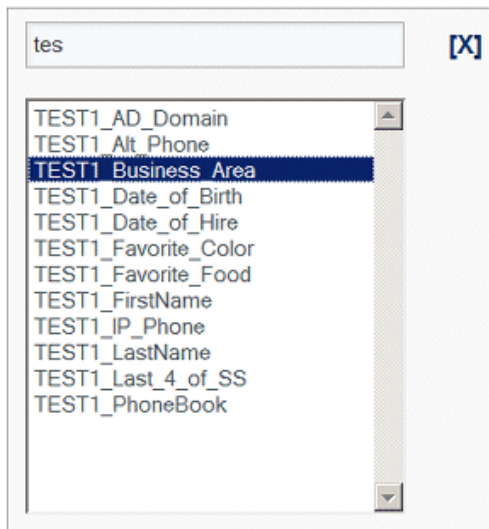 tes
[X]
TEST1_AD_Domain
TEST1_Alt_Phone
TEST1_Business_Area
TEST1_Date_of_Birth
TEST1_Date_of_Hire
TEST1_Favorite_Color
TEST1_Favorite_Food
TEST1_FirstName
TEST1_IP_Phone
TEST1_LastName
TEST1_Last_4_of_SS
TEST1_PhoneBook